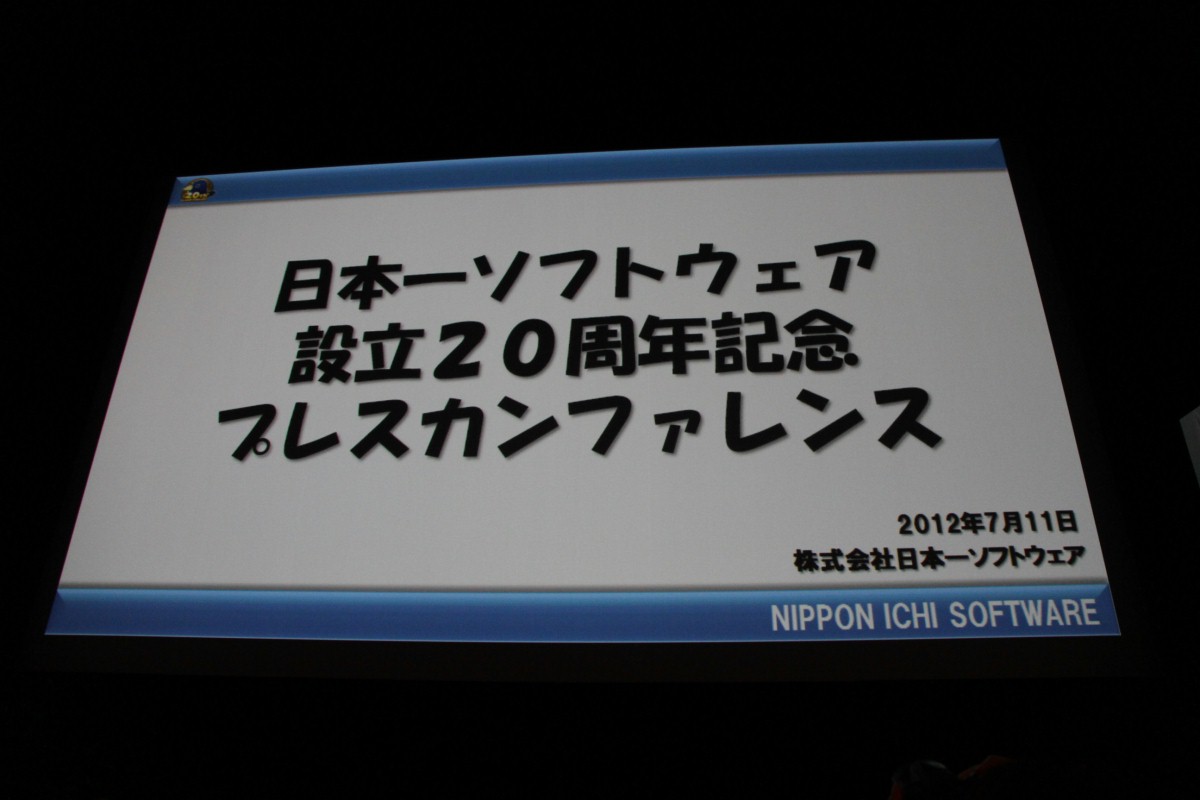 日本一ソフトウェア
設立２０周年記念
プレスカンファレンス
2012年7月11日
株式会社日本一ソフトウェア
NIPPON ICHI SOFTWARE